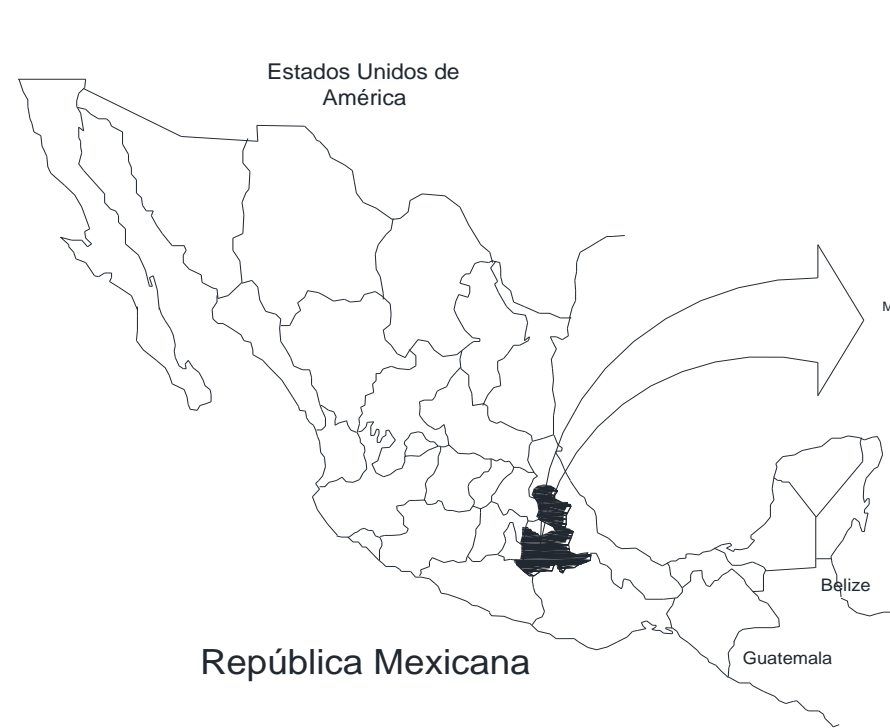 Estados Unidos de
América
M
Belize
Guatemala
República Mexicana